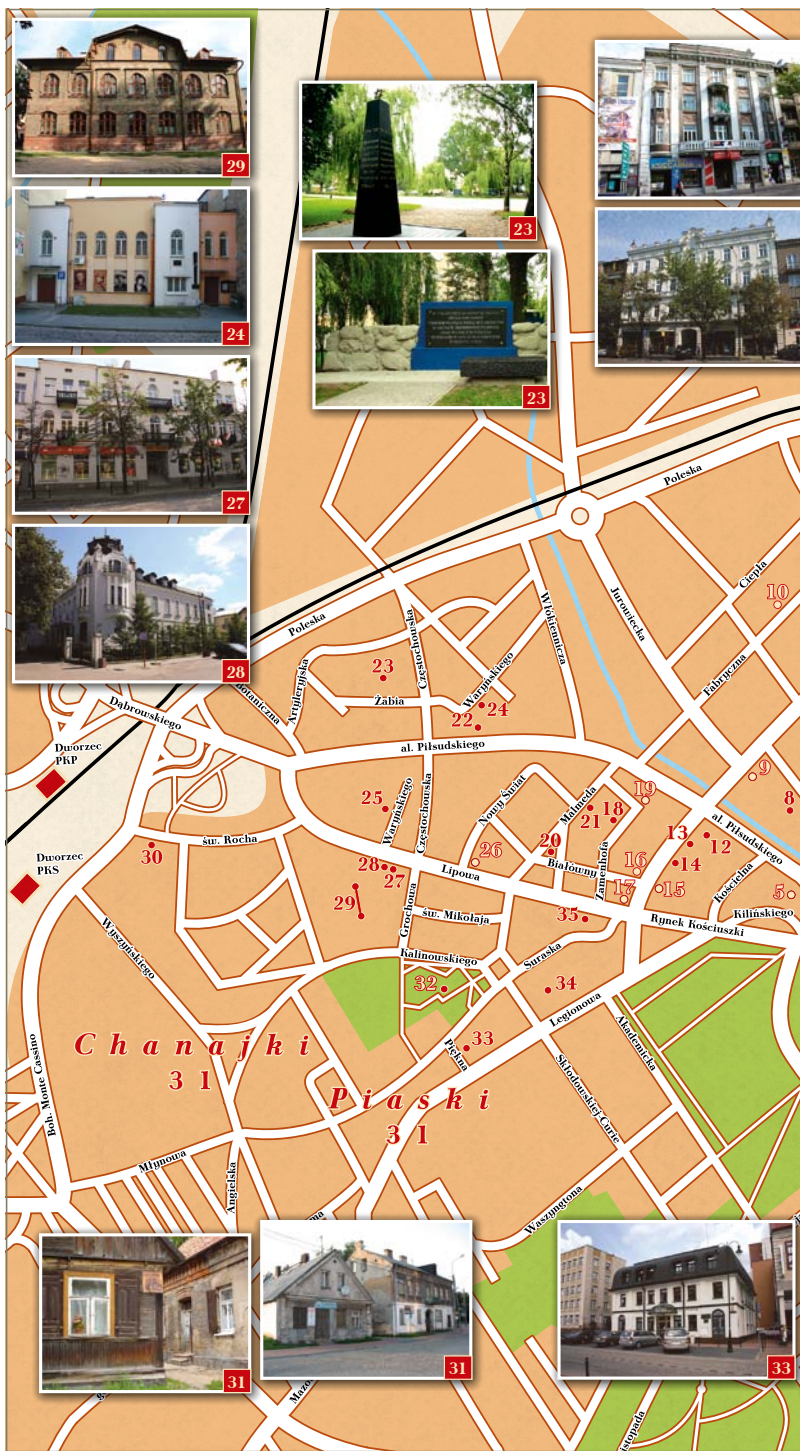 29
24
27
28
23
23
Poleska
Ciepła
10
Jurowiecka
Fabryczna
Włókiennicza
Poleska
Częstochowska
Artyleryjska
Botaniczna
23
Żabia
Waryńskiego
24
22
Dąbrowskiego
Dworzec
PKP
al. Piłsudskiego
9
8
19
25
Waryńskiego
Częstochowska
Nowy Świat
Malmeda
21
18
al. Piłsudskiego
św. Rocha
30
Dworzec
PKS
20
13
12
14
Białówny
Zamenhofa
16
15
17
26
28
27
Lipowa
Kościelna
5
Kilińskiego
29
Grochowa
św. Mikołaja
35
Rynek Kościuszki
Wyszyńskiego
Kalinowskiego
Suraska
32
34
Legionowa
Akademicka
33
Piękna
Chanajki
31
Boh. Monte Cassino
Skłodowskiej-Curie
Piaski
31
Młynowa
Angielska
Waszyngtona
31
31
33